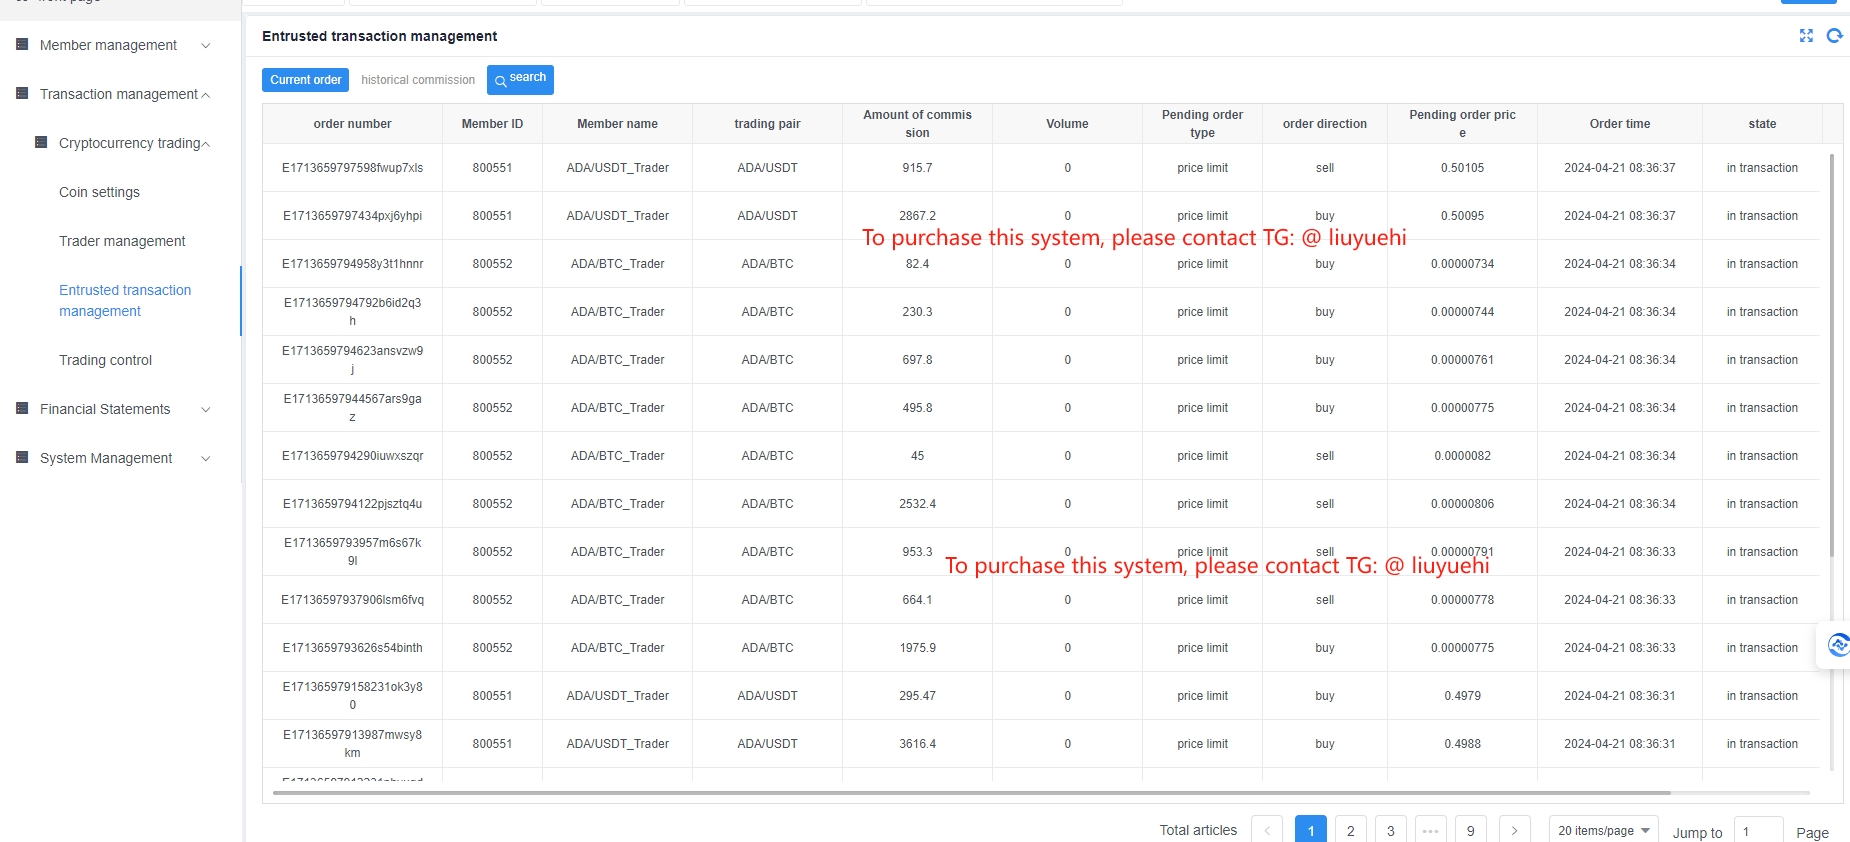 Entrusted transaction management
Member management
Transaction management
Cryptocurrency trading
Coin settings
Trader management
Entrusted transaction
management
Trading control
Financial Statements
System Management
Current order historical commission search
order number Member ID Member name trading pair Amount of commis
sion Volume Pending order
type order direction Pending order pric
e Order time state
E1713659797598fwup7xls 800551 ADA/USDT_Trader ADA/USDT 915.7 0 price limit sell 0.50105 2024-04-21 08:36:37 in transaction
E1713659797434pxj6yhpi 800551 ADA/USDT_Trader ADA/USDT 2867.2 0 price limit buy 0.50095 2024-04-21 08:36:37 in transaction
To purchase this system, please contact TG: @ liuyuehi
E1713659794958y3t1hnnr 800552 ADA/BTC_Trader ADA/BTC 82.4 0 price limit buy 0.00000734 2024-04-21 08:36:34 in transaction
E1713659794792b6id2q3
h 800552 ADA/BTC_Trader ADA/BTC 230.3 0 price limit buy 0.00000744 2024-04-21 08:36:34 in transaction
E1713659794623ansvzw9
j 800552 ADA/BTC_Trader ADA/BTC 697.8 0 price limit buy 0.00000761 2024-04-21 08:36:34 in transaction
E17136597944567ars9ga
z 800552 ADA/BTC_Trader ADA/BTC 495.8 0 price limit buy 0.00000775 2024-04-21 08:36:34 in transaction
E1713659794290iuwxszqr 800552 ADA/BTC_Trader ADA/BTC 45 0 price limit sell 0.0000082 2024-04-21 08:36:34 in transaction
E1713659794122pjsztq4u 800552 ADA/BTC_Trader ADA/BTC 2532.4 0 price limit sell 0.00000806 2024-04-21 08:36:34 in transaction
E1713659793957m6s67k
9l 800552 ADA/BTC_Trader ADA/BTC 953.3 0 price limit sell 0.00000791 2024-04-21 08:36:33 in transaction
To purchase this system, please contact TG: @ liuyuehi
E17136597937906lsm6fvq 800552 ADA/BTC_Trader ADA/BTC 664.1 0 price limit sell 0.00000778 2024-04-21 08:36:33 in transaction
E1713659793626s54binth 800552 ADA/BTC_Trader ADA/BTC 1975.9 0 price limit buy 0.00000775 2024-04-21 08:36:33 in transaction
E171365979158231ok3y8
0 800551 ADA/USDT_Trader ADA/USDT 295.47 0 price limit buy 0.4979 2024-04-21 08:36:31 in transaction
E17136597913987mwsy8
km 800551 ADA/USDT_Trader ADA/USDT 3616.4 0 price limit buy 0.4988 2024-04-21 08:36:31 in transaction
Total articles 1 2 3 ··· 9 20 items/page Jump to 1 Page